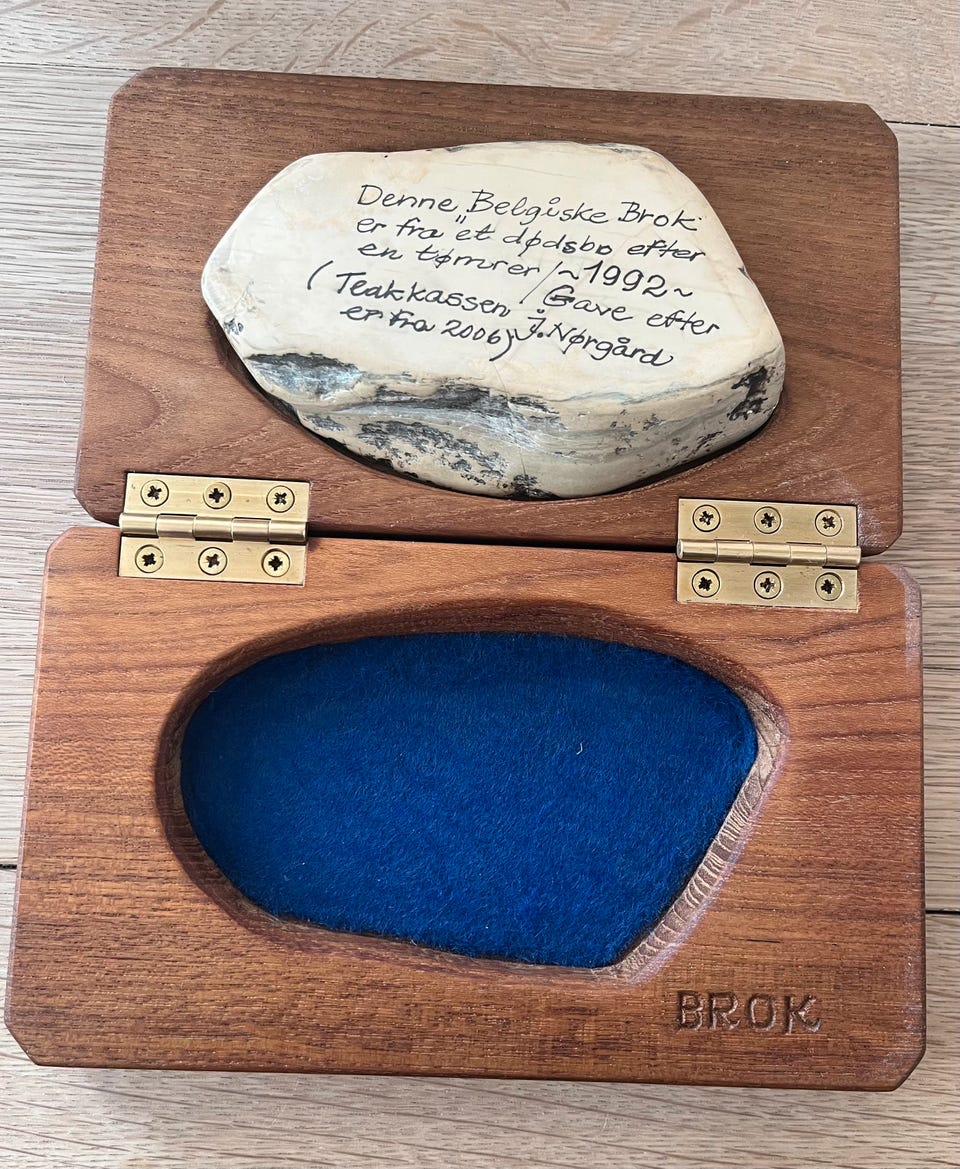 Denne Belgiske Brok
er fra et dødsbo efter
en tømrer / ~1992~
( Teakkassen / Gave efter
er fra 2006) J. Nørgård
BROK